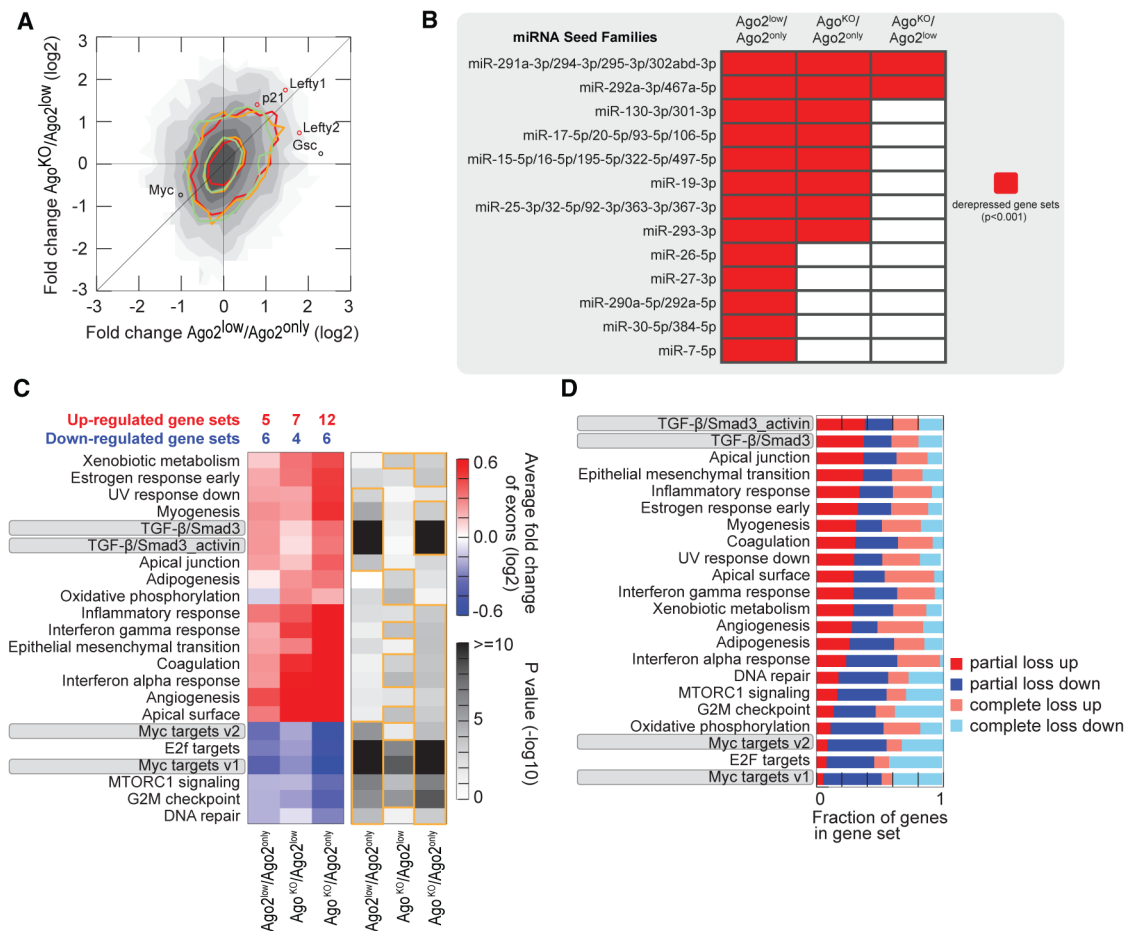 A
Fold change Ago^KO/Ago2^low (log2)
3
2
1
0
-1
-2
-3
Lefty1
p21
Lefty2
Gsc
Myc
-3 -2 -1 0 1 2 3
Fold change Ago2^low/Ago2^only (log2)
B
miRNA Seed Families
Ago2^low/ Ago^KO/ Ago^KO/
Ago2^only Ago2^only Ago2^low
miR-291a-3p/294-3p/295-3p/302abd-3p
miR-292a-3p/467a-5p
miR-130-3p/301-3p
miR-17-5p/20-5p/93-5p/106-5p
miR-15-5p/16-5p/195-5p/322-5p/497-5p
miR-19-3p
miR-25-3p/32-5p/92-3p/363-3p/367-3p
miR-293-3p
miR-26-5p
miR-27-3p
miR-290a-5p/292a-5p
miR-30-5p/384-5p
miR-7-5p
derepressed gene sets
(p<0.001)
C
Up-regulated gene sets 5 7 12
Down-regulated gene sets 6 4 6
Xenobiotic metabolism
Estrogen response early
UV response down
Myogenesis
TGF-β/Smad3
TGF-β/Smad3_activin
Apical junction
Adipogenesis
Oxidative phosphorylation
Inflammatory response
Interferon gamma response
Epithelial mesenchymal transition
Coagulation
Interferon alpha response
Angiogenesis
Apical surface
Myc targets v2
E2f targets
Myc targets v1
MTORC1 signaling
G2M checkpoint
DNA repair
Ago2^low/Ago2^only
Ago^KO/Ago2^low
Ago^KO/Ago2^only
Ago2^low/Ago2^only
Ago^KO/Ago2^low
Ago^KO/Ago2^only
0.6
0.0
-0.6
Average fold change
of exons (log2)
>=10
5
0
P value (-log10)
D
TGF-β/Smad3_activin
TGF-β/Smad3
Apical junction
Epithelial mesenchymal transition
Inflammatory response
Estrogen response early
Myogenesis
Coagulation
UV response down
Apical surface
Interferon gamma response
Xenobiotic metabolism
Angiogenesis
Adipogenesis
Interferon alpha response
DNA repair
MTORC1 signaling
G2M checkpoint
Oxidative phosphorylation
Myc targets v2
E2F targets
Myc targets v1
0 1
Fraction of genes
in gene set
partial loss up
partial loss down
complete loss up
complete loss down